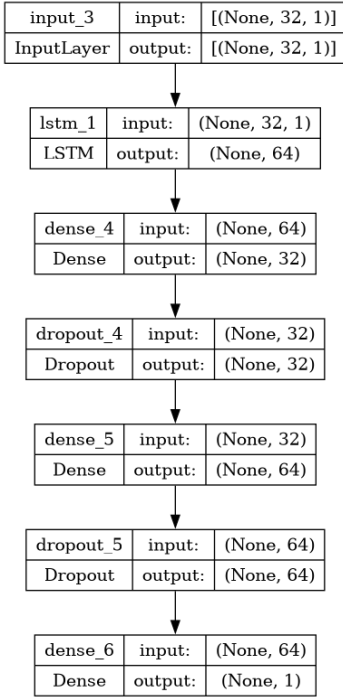 input_3 input: [(None, 32, 1)]
InputLayer output: [(None, 32, 1)]
lstm_1 input: (None, 32, 1)
LSTM output: (None, 64)
dense_4 input: (None, 64)
Dense output: (None, 32)
dropout_4 input: (None, 32)
Dropout output: (None, 32)
dense_5 input: (None, 32)
Dense output: (None, 64)
dropout_5 input: (None, 64)
Dropout output: (None, 64)
dense_6 input: (None, 64)
Dense output: (None, 1)